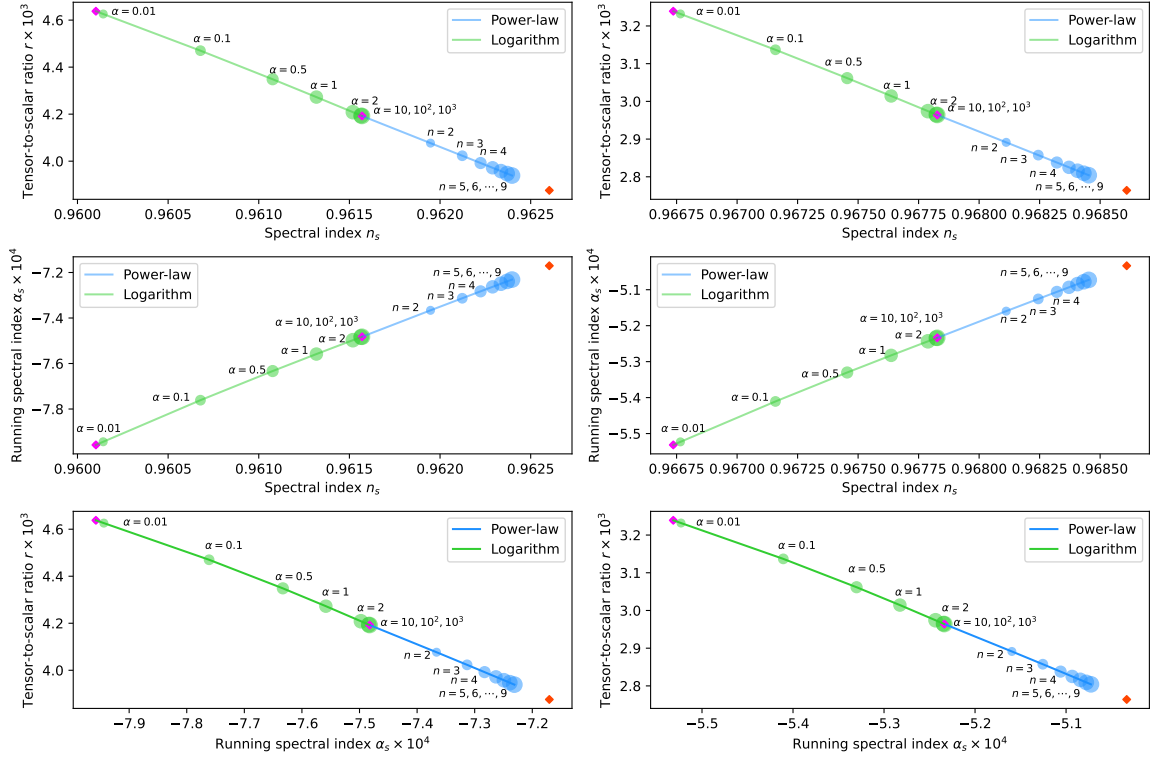 Tensor-to-scalar ratio r × 10³
4.6
4.4
4.2
4.0
α = 0.01
α = 0.1
α = 0.5
α = 1
α = 2
α = 10, 10², 10³
n = 2
n = 3
n = 4
n = 5, 6, ⋯, 9
Power-law
Logarithm
0.9600
0.9605
0.9610
0.9615
0.9620
0.9625
Spectral index nₛ
Tensor-to-scalar ratio r × 10³
3.2
3.1
3.0
2.9
2.8
α = 0.01
α = 0.1
α = 0.5
α = 1
α = 2
α = 10, 10², 10³
n = 2
n = 3
n = 4
n = 5, 6, ⋯, 9
Power-law
Logarithm
0.96675
0.96700
0.96725
0.96750
0.96775
0.96800
0.96825
0.96850
Spectral index nₛ
Running spectral index αₛ × 10⁴
−7.2
−7.4
−7.6
−7.8
Power-law
Logarithm
n = 5, 6, ⋯, 9
n = 4
n = 3
n = 2
α = 10, 10², 10³
α = 2
α = 1
α = 0.5
α = 0.1
α = 0.01
0.9600
0.9605
0.9610
0.9615
0.9620
0.9625
Spectral index nₛ
Running spectral index αₛ × 10⁴
−5.1
−5.2
−5.3
−5.4
−5.5
Power-law
Logarithm
n = 5, 6, ⋯, 9
n = 4
n = 3
n = 2
α = 10, 10², 10³
α = 2
α = 1
α = 0.5
α = 0.1
α = 0.01
0.96675
0.96700
0.96725
0.96750
0.96775
0.96800
0.96825
0.96850
Spectral index nₛ
Tensor-to-scalar ratio r × 10³
4.6
4.4
4.2
4.0
α = 0.01
α = 0.1
α = 0.5
α = 1
α = 2
α = 10, 10², 10³
n = 2
n = 3
n = 4
n = 5, 6, ⋯, 9
Power-law
Logarithm
−7.9
−7.8
−7.6
−7.5
−7.4
−7.2
Running spectral index αₛ × 10⁴
Tensor-to-scalar ratio r × 10³
3.2
3.1
3.0
2.9
2.8
α = 0.01
α = 0.1
α = 0.5
α = 1
α = 2
α = 10, 10², 10³
n = 2
n = 3
n = 4
n = 5, 6, ⋯, 9
Power-law
Logarithm
−5.5
−5.4
−5.3
−5.2
−5.1
Running spectral index αₛ × 10⁴